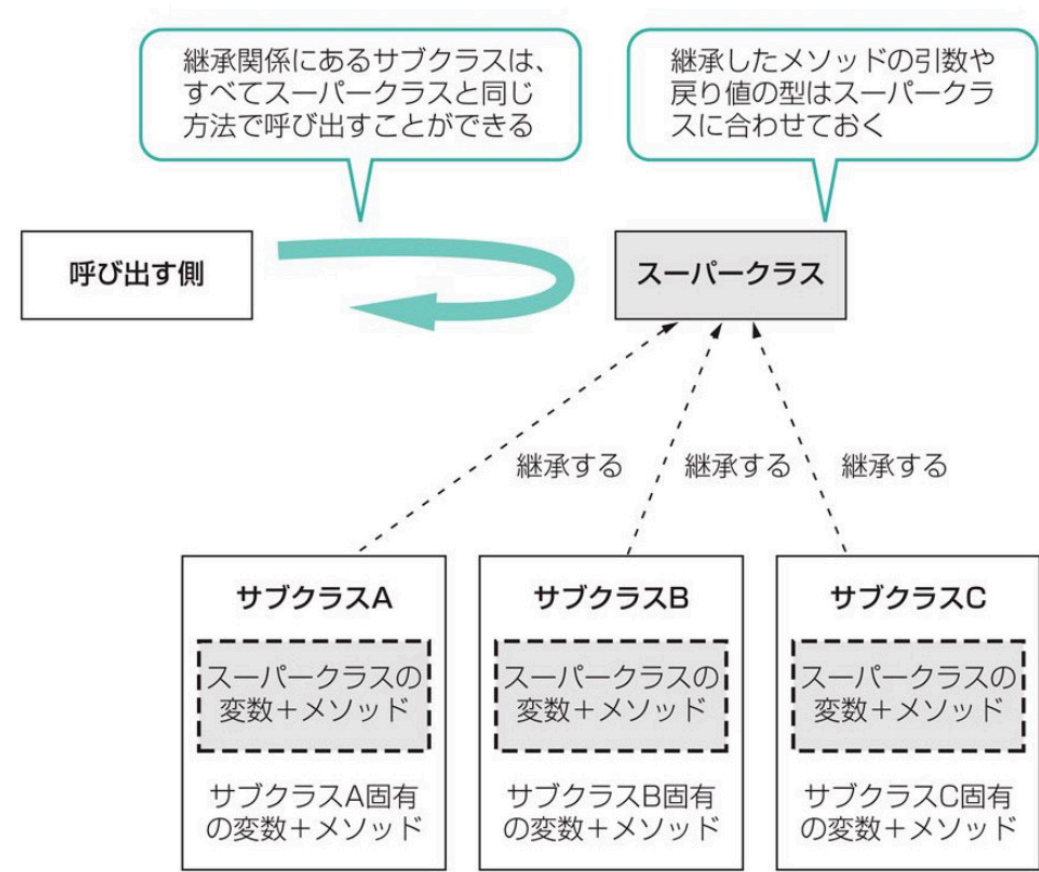 継承関係にあるサブクラスは、
すべてスーパークラスと同じ
方法で呼び出すことができる
継承したメソッドの引数や
戻り値の型はスーパークラ
スに合わせておく
呼び出す側
スーパークラス
継承する
継承する
継承する
サブクラスA
スーパークラスの
変数＋メソッド
サブクラスA固有
の変数＋メソッド
サブクラスB
スーパークラスの
変数＋メソッド
サブクラスB固有
の変数＋メソッド
サブクラスC
スーパークラスの
変数＋メソッド
サブクラスC固有
の変数＋メソッド